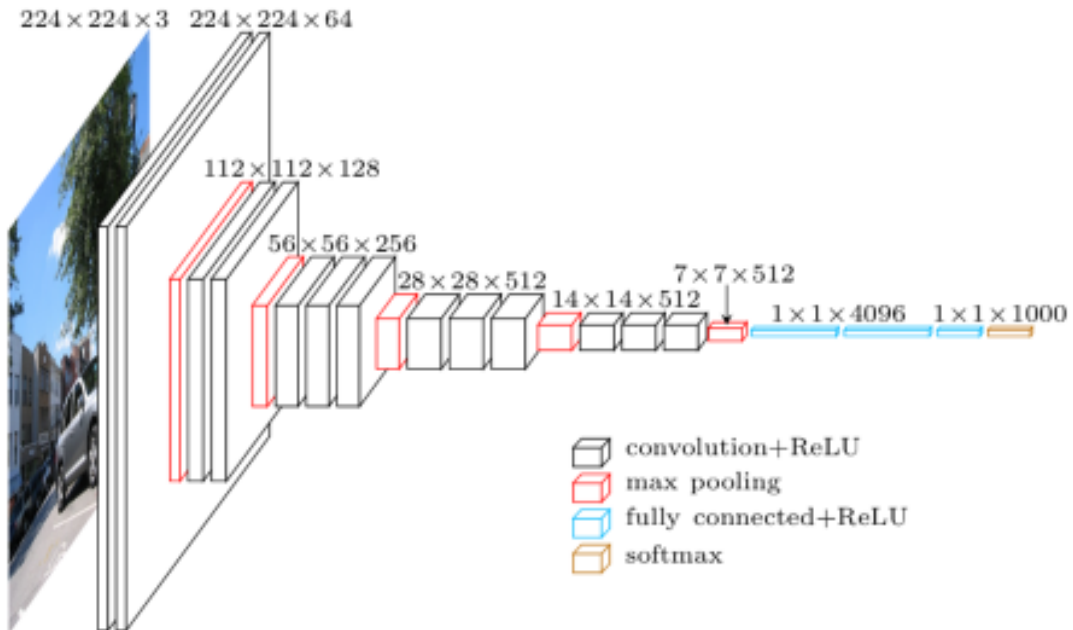 224×224×3
224×224×64
112×112×128
56×56×256
28×28×512
14×14×512
7×7×512
1×1×4096
1×1×1000
convolution+ReLU
max pooling
fully connected+ReLU
softmax